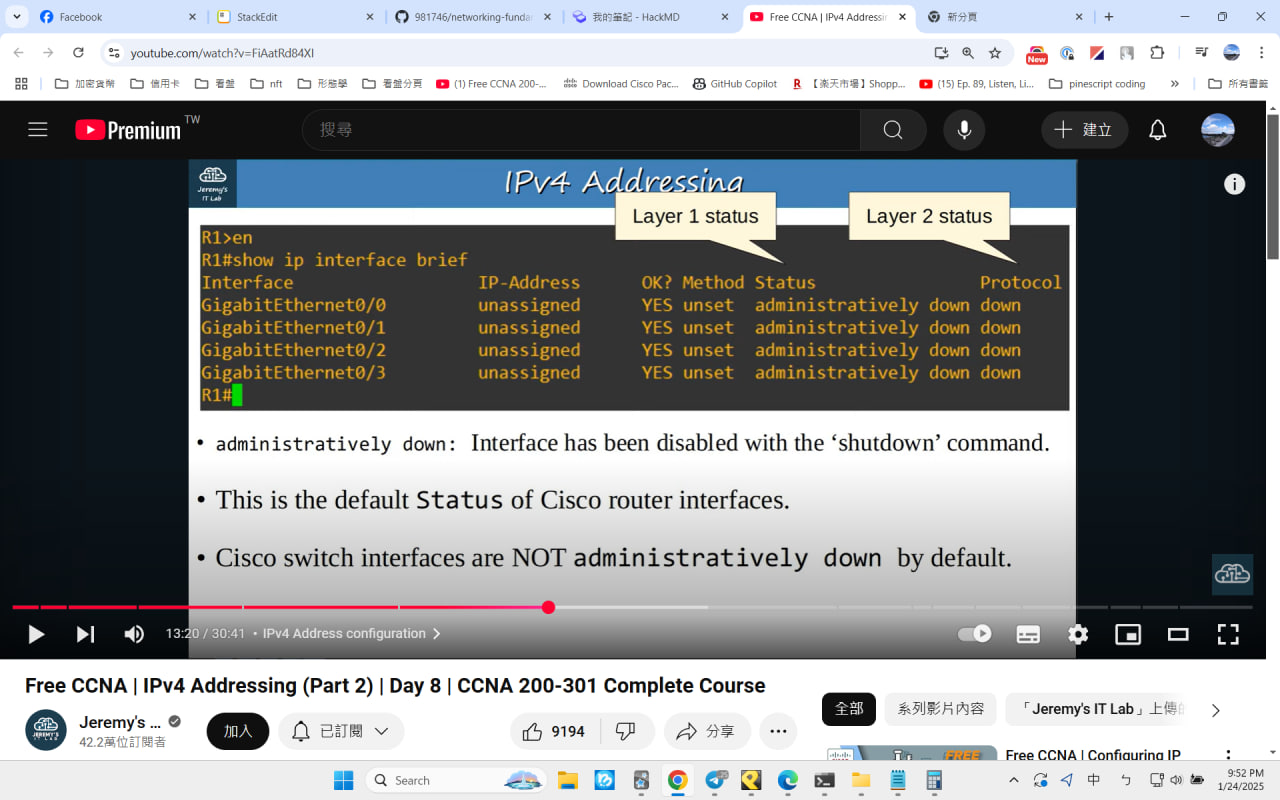 Facebook
StackEdit
981746/networking-fundar
我的筆記 - HackMD
Free CCNA | IPv4 Addressin
新分頁
youtube.com/watch?v=FiAatRd84XI
New
加密貨幣
信用卡
看盤
nft
形態學
看盤分頁
(1) Free CCNA 200-...
Download Cisco Pac...
GitHub Copilot
【楽天市場】Shopp...
(15) Ep. 89, Listen, Li...
pinescript coding
»
所有書籤
Premium TW
搜尋
建立
Jeremy's
IT Lab
IPv4 Addressing
Layer 1 status
Layer 2 status
R1>en
R1#show ip interface brief
Interface IP-Address OK? Method Status Protocol
GigabitEthernet0/0 unassigned YES unset administratively down down
GigabitEthernet0/1 unassigned YES unset administratively down down
GigabitEthernet0/2 unassigned YES unset administratively down down
GigabitEthernet0/3 unassigned YES unset administratively down down
R1#
• administratively down: Interface has been disabled with the ‘shutdown’ command.
• This is the default Status of Cisco router interfaces.
• Cisco switch interfaces are NOT administratively down by default.
13:20 / 30:41 • IPv4 Address configuration
Free CCNA | IPv4 Addressing (Part 2) | Day 8 | CCNA 200-301 Complete Course
JEREMY'S
IT LAB
Jeremy's ...
42.2萬位訂閱者
加入
已訂閱
9194
分享
全部
系列影片內容
「Jeremy's IT Lab」上傳的
FREE
Free CCNA | Configuring IP
Search
中
ㄅ
9:52 PM
1/24/2025